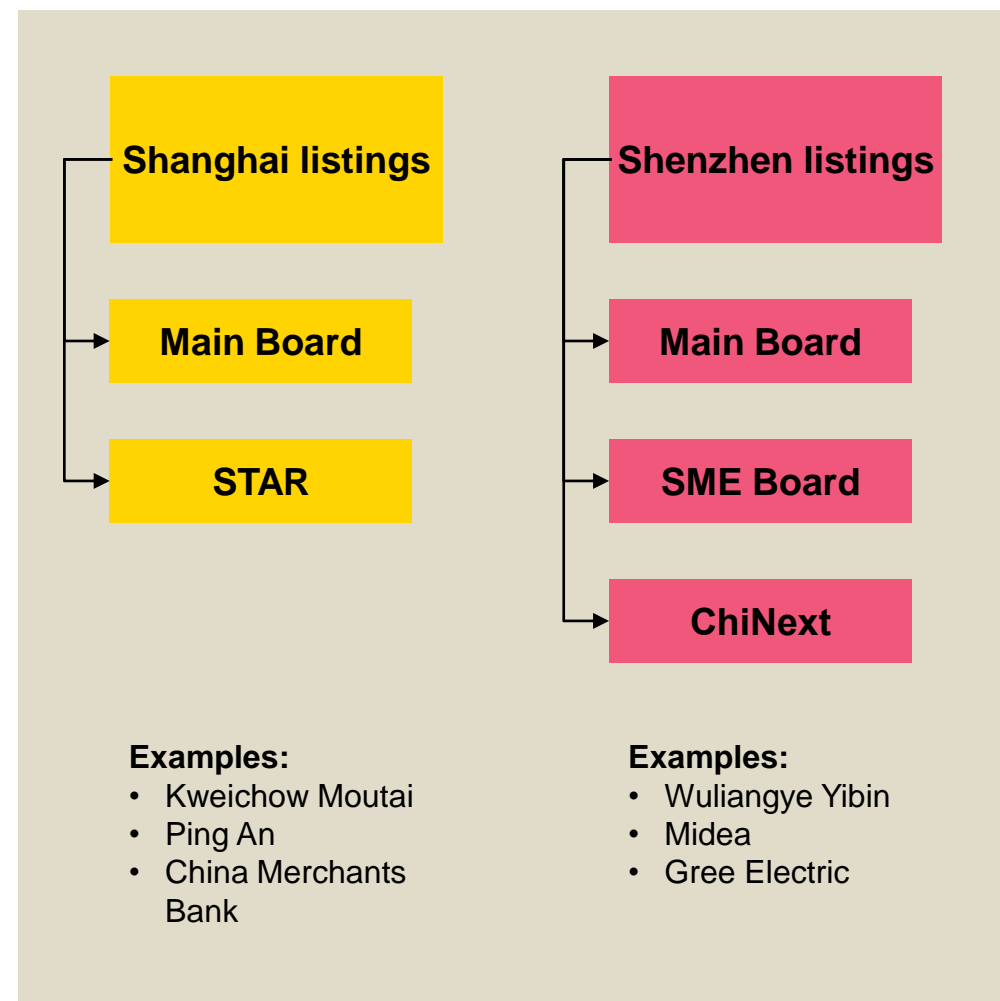 Shanghai listings
Main Board
STAR
Examples:
• Kweichow Moutai
• Ping An
• China Merchants
Bank
Shenzhen listings
Main Board
SME Board
ChiNext
Examples:
• Wuliangye Yibin
• Midea
• Gree Electric